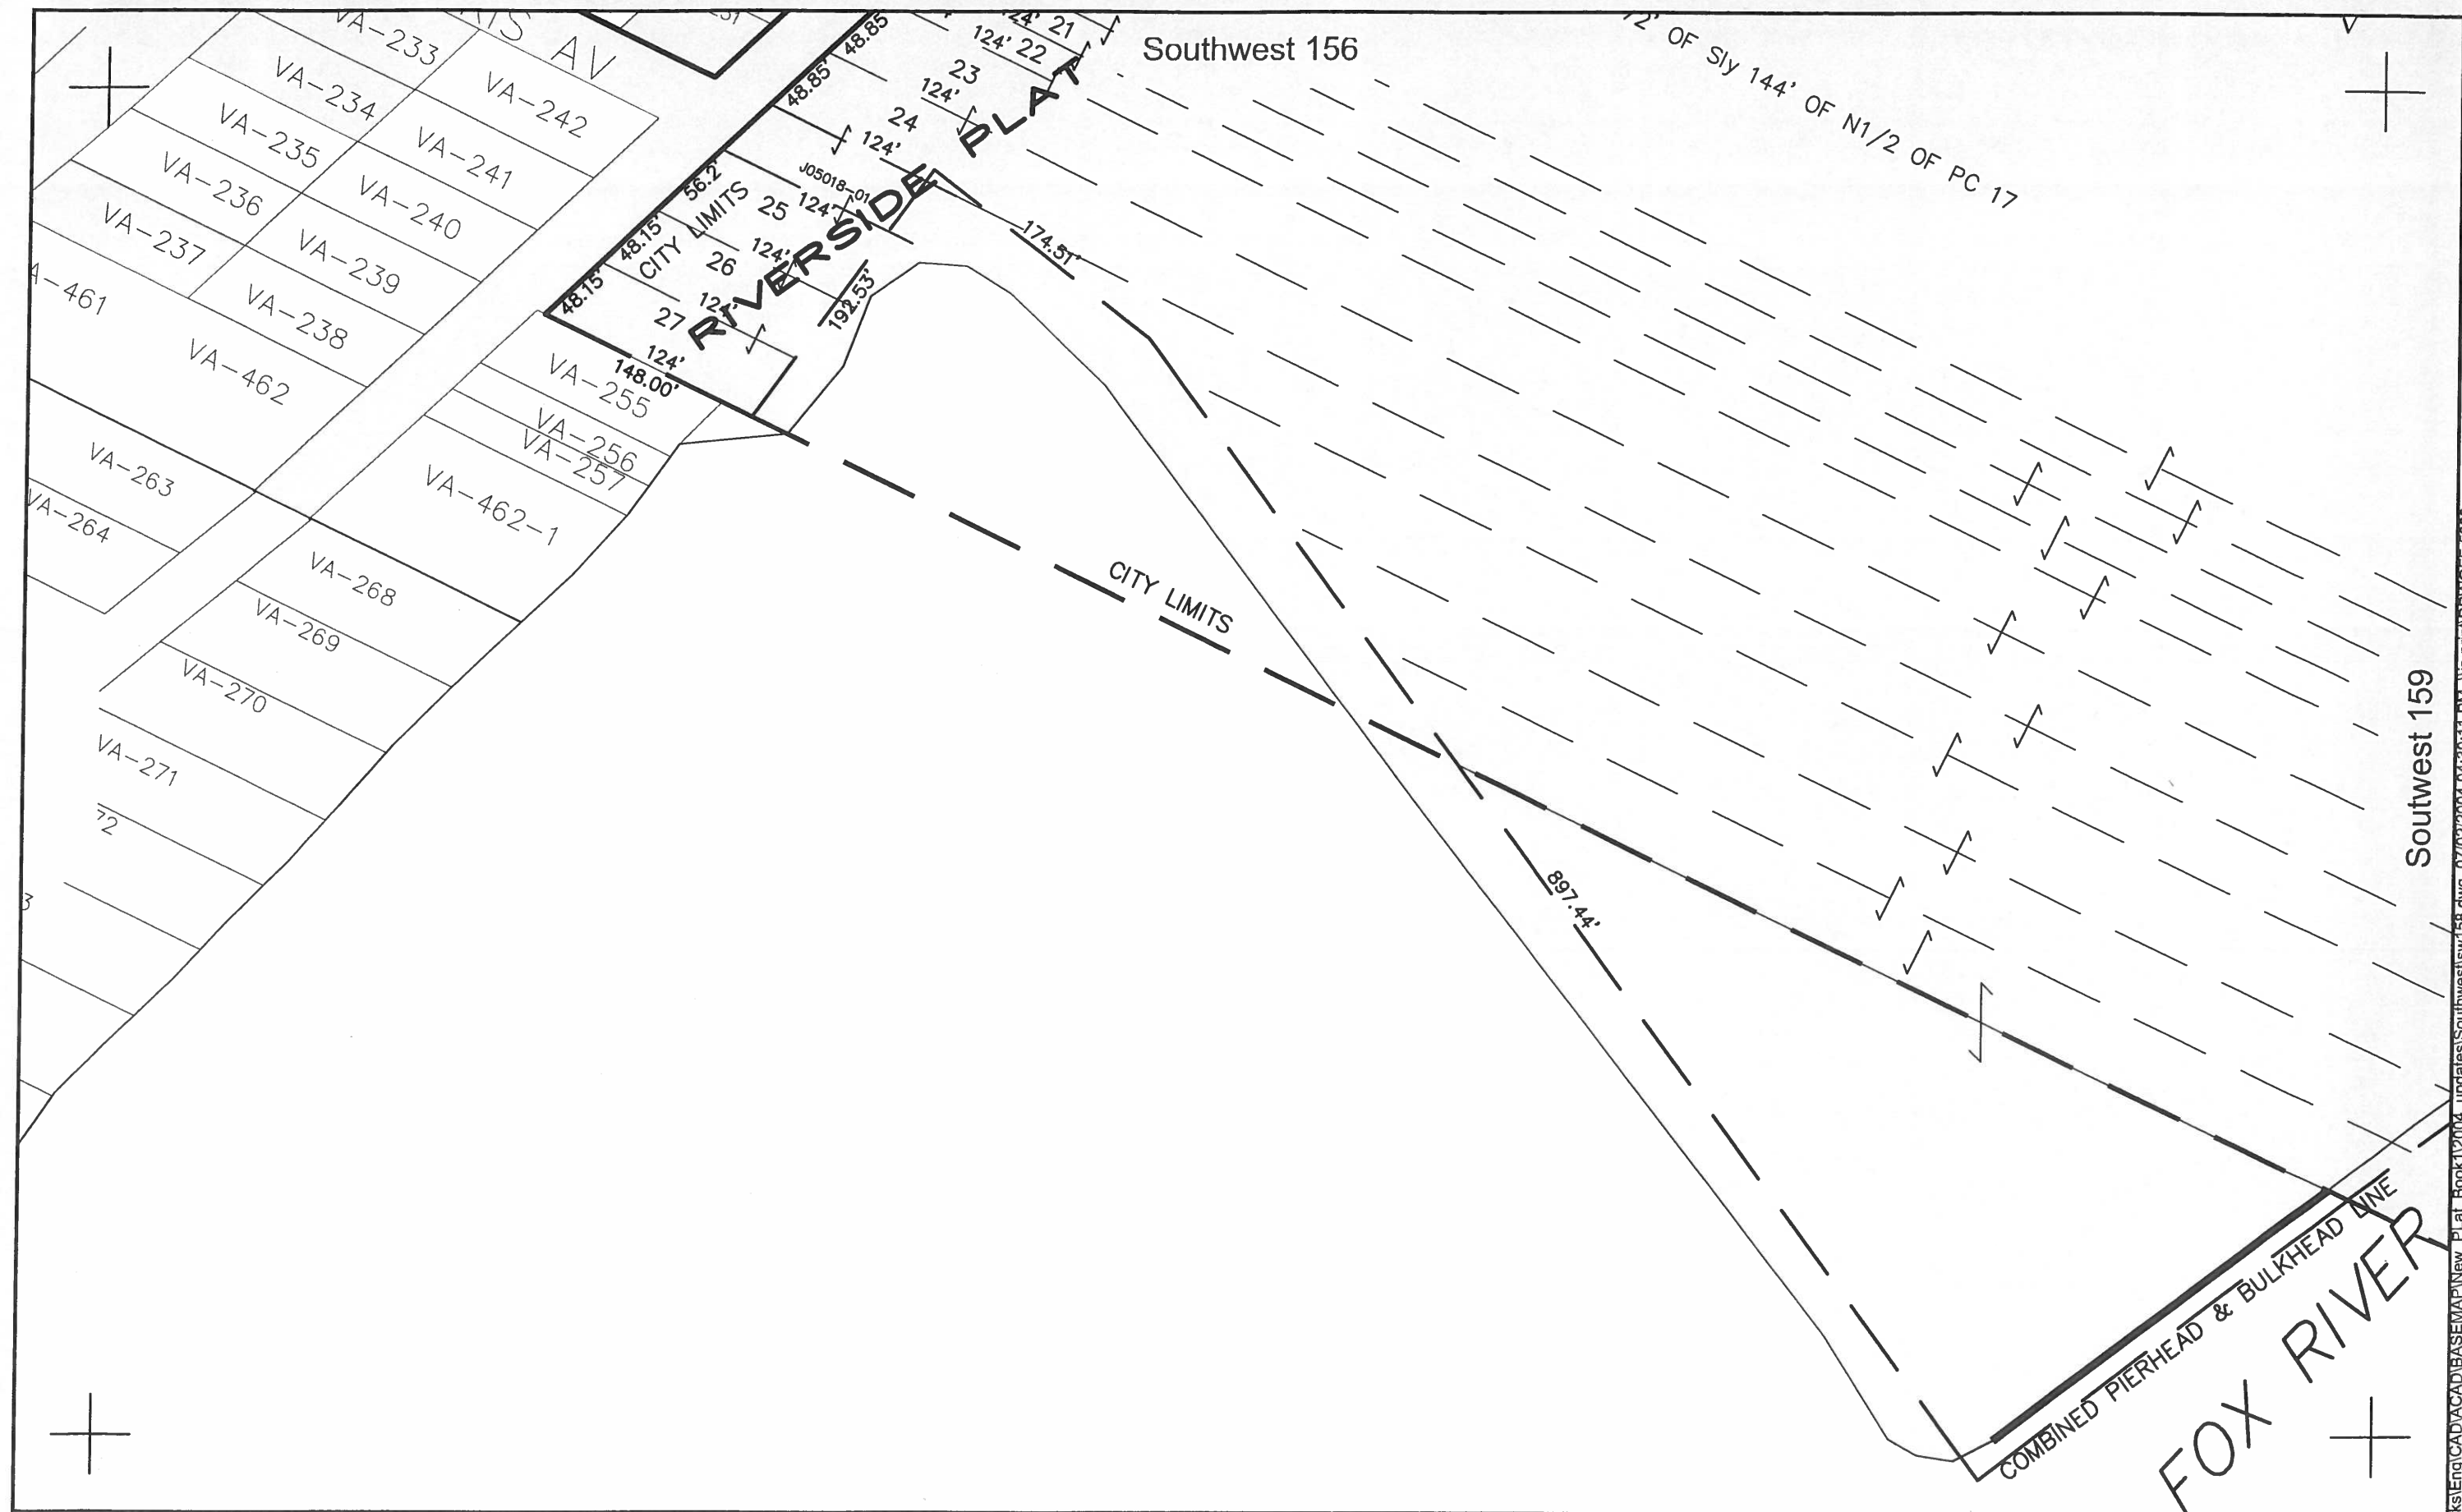 Southwest 156
72' OF Sly 144' OF N1/2 OF PC 17
VA-233
VA-234
VA-235
VA-236
VA-237
VA-242
VA-241
VA-240
VA-239
VA-238
AV
48.85'
48.85'
56.2'
48.15'
48.15'
CITY LIMITS
124' 21
124' 22
23
124'
24
124'
J05018-01
25 124'
26 124'
27 124'
124'
148.00'
RIVERSIDE PLAT
192.53'
174.51'
A-461
VA-462
VA-255
VA-256
VA-257
VA-462-1
VA-263
VA-264
VA-268
VA-269
VA-270
VA-271
72
3
CITY LIMITS
897.44'
Soutwest 159
COMBINED PIERHEAD & BULKHEAD LINE
FOX RIVER